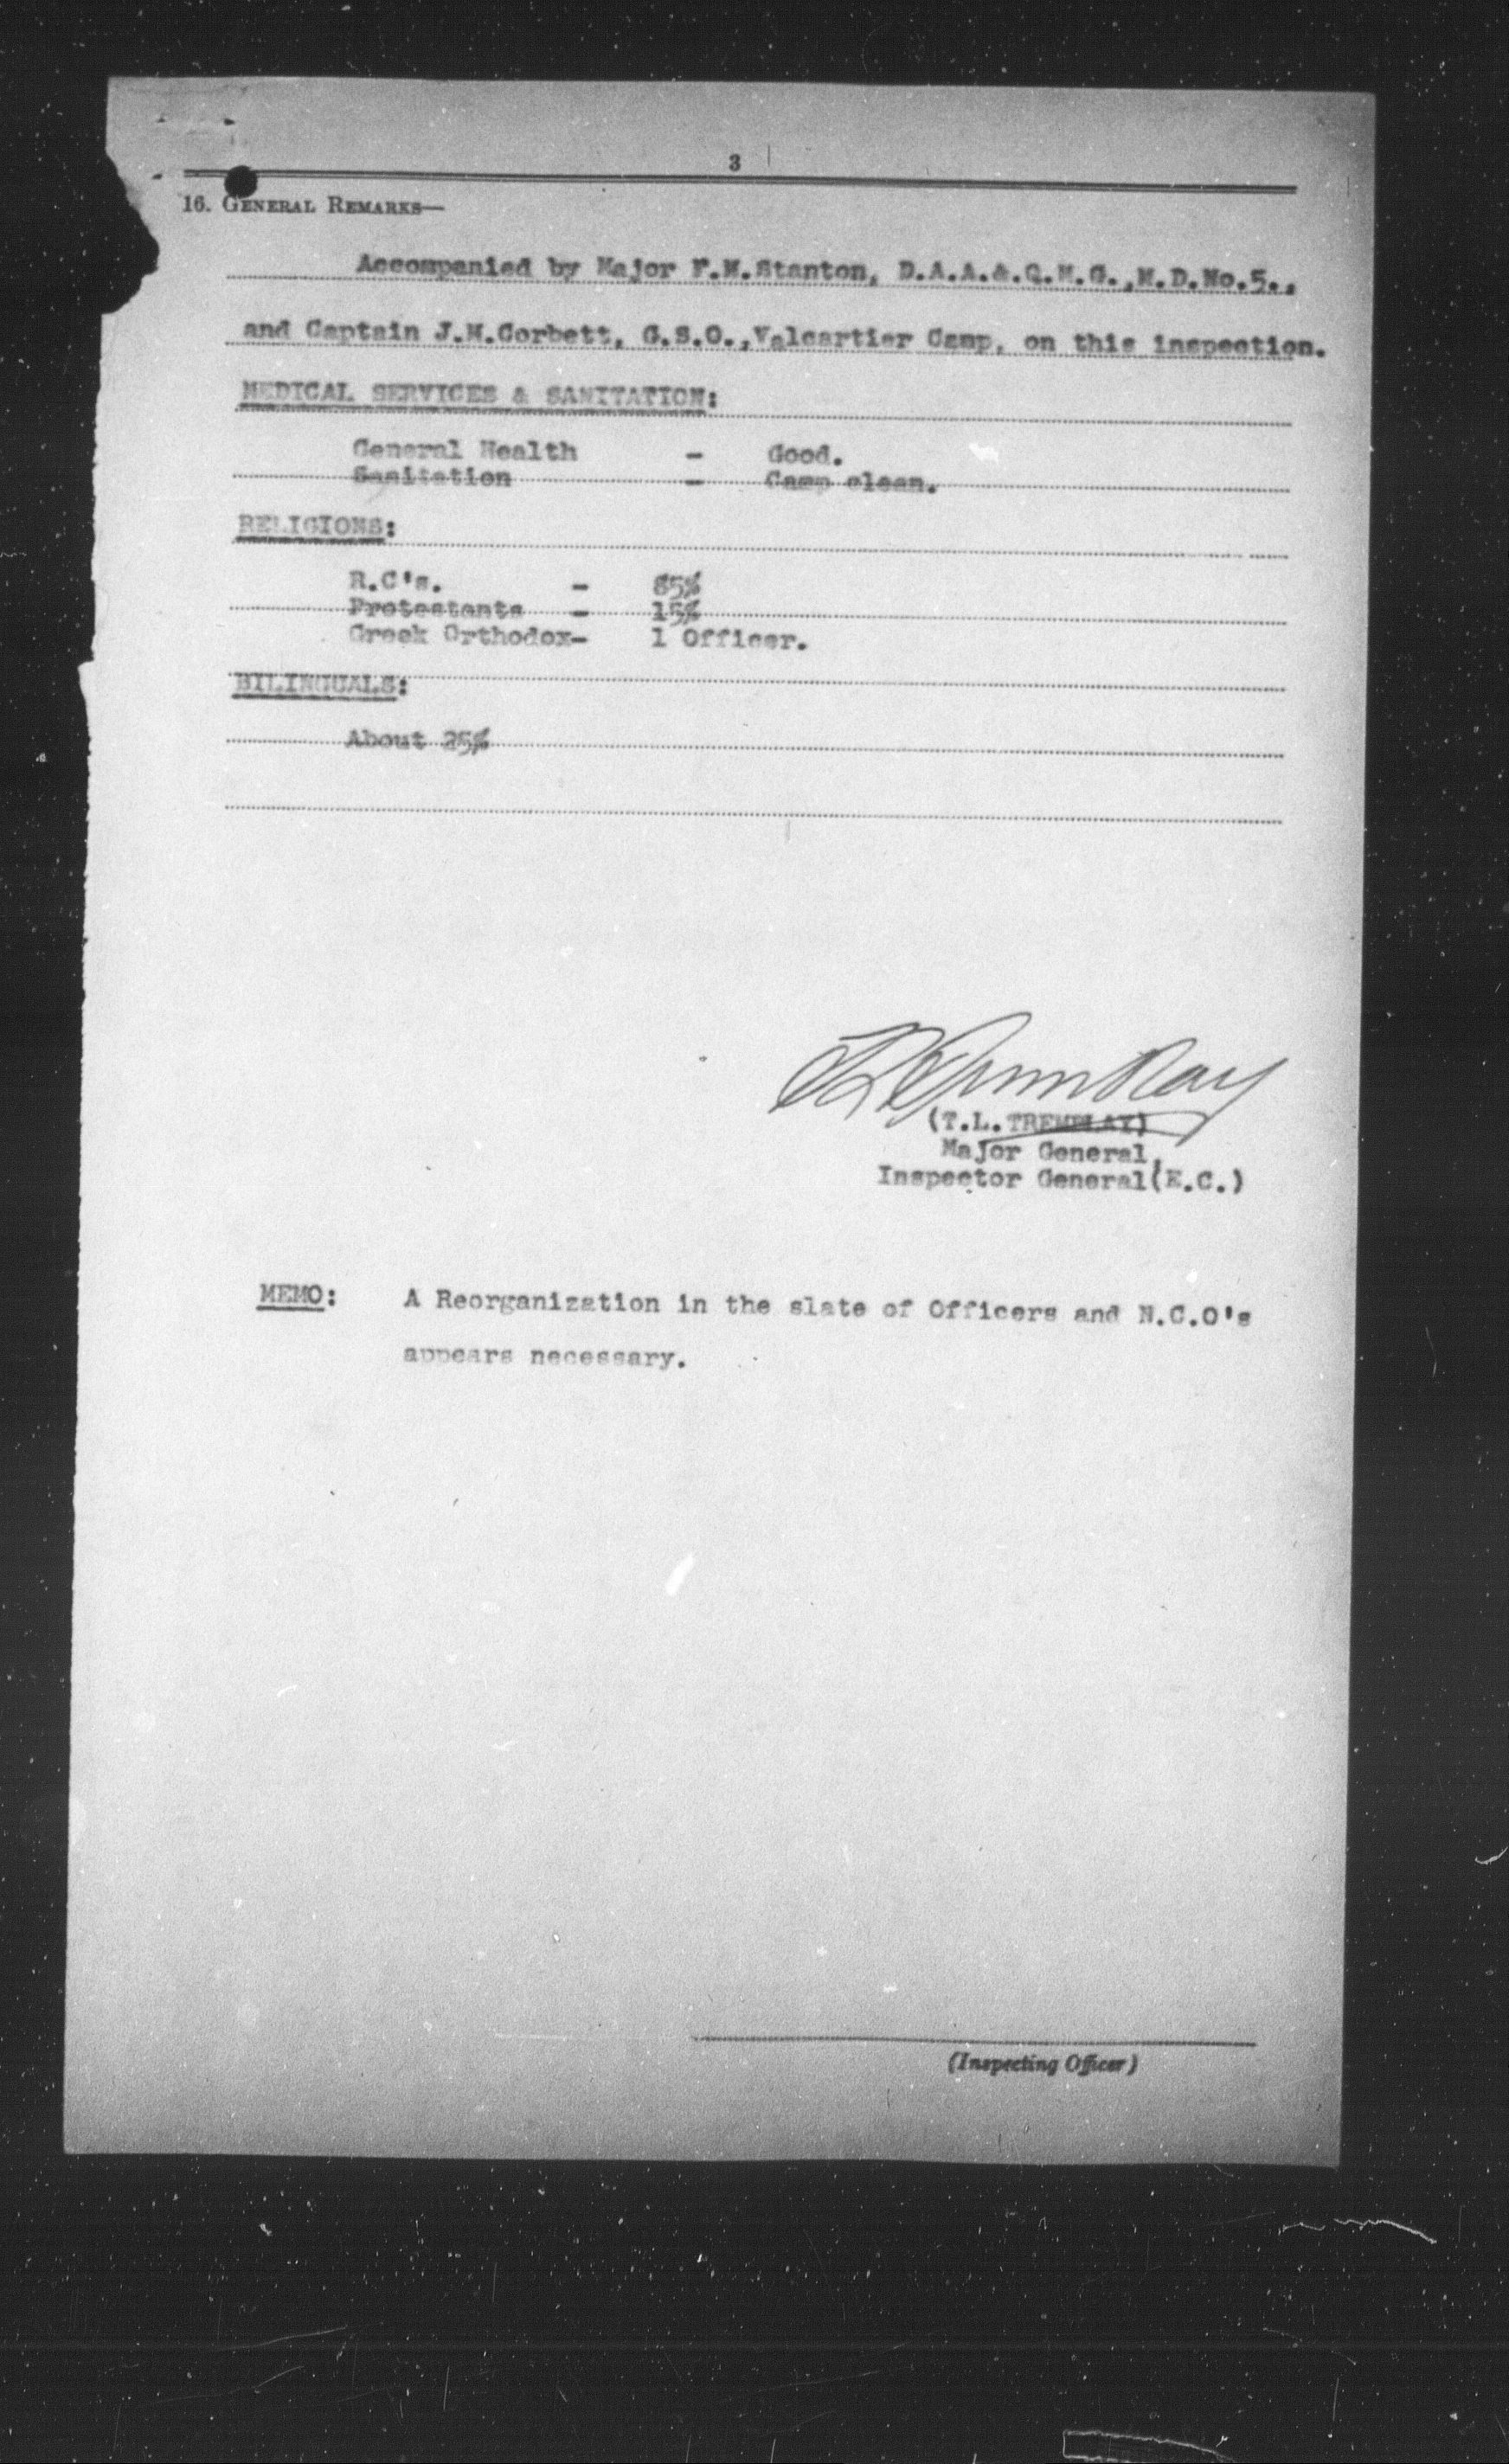 3
16. GENERAL REMARKS—
Accompanied by Major F.M.Stanton, D.A.A.&.Q.M.G.,M.D.No.5.,
and Captain J.M.Corbett, G.S.O.,Valcartier Camp, on this inspection.
MEDICAL SERVICES & SANITATION:
General Health - Good.
Sanitation - Camp clean.
RELIGIONS:
R.C's. - 85%
Protestants - 15%
Greek Orthodox- 1 Officer.
BILINGUALS:
About 25%
TLTremblay
(T.L.TREMBLAY)
Major General,
Inspector General(E.C.)
MEMO: A Reorganization in the slate of Officers and N.C.O's
appears necessary.
(Inspecting Officer)